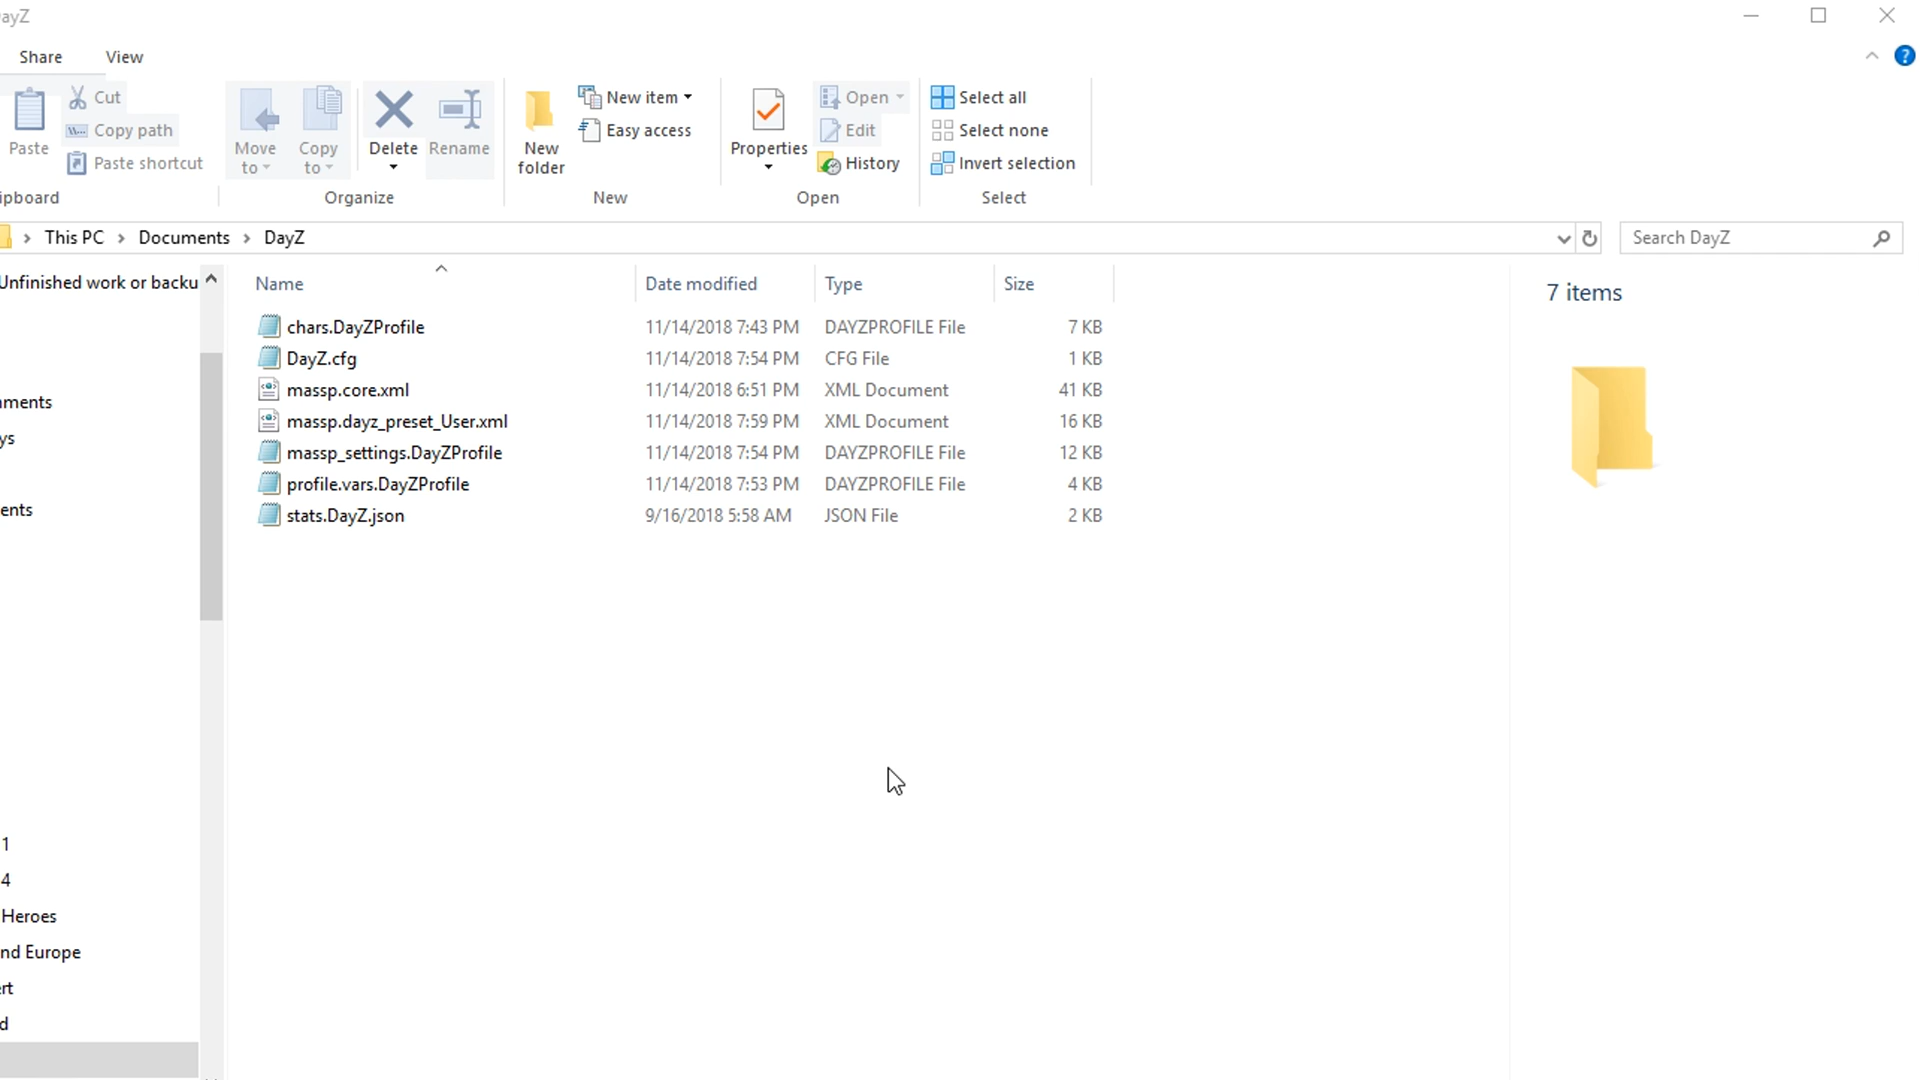 ayZ
Share View
Paste
Cut
Copy path
Paste shortcut
Move to
Copy to
Delete
Rename
New folder
New item
Easy access
Properties
Open
Edit
History
Select all
Select none
Invert selection
ipboard Organize New Open Select
This PC > Documents > DayZ
Search DayZ
Name Date modified Type Size
chars.DayZProfile 11/14/2018 7:43 PM DAYZPROFILE File 7 KB
DayZ.cfg 11/14/2018 7:54 PM CFG File 1 KB
massp.core.xml 11/14/2018 6:51 PM XML Document 41 KB
massp.dayz_preset_User.xml 11/14/2018 7:59 PM XML Document 16 KB
massp_settings.DayZProfile 11/14/2018 7:54 PM DAYZPROFILE File 12 KB
profile.vars.DayZProfile 11/14/2018 7:53 PM DAYZPROFILE File 4 KB
stats.DayZ.json 9/16/2018 5:58 AM JSON File 2 KB
7 items
Unfinished work or backu
ments
ys
ents
1
4
Heroes
nd Europe
ert
d